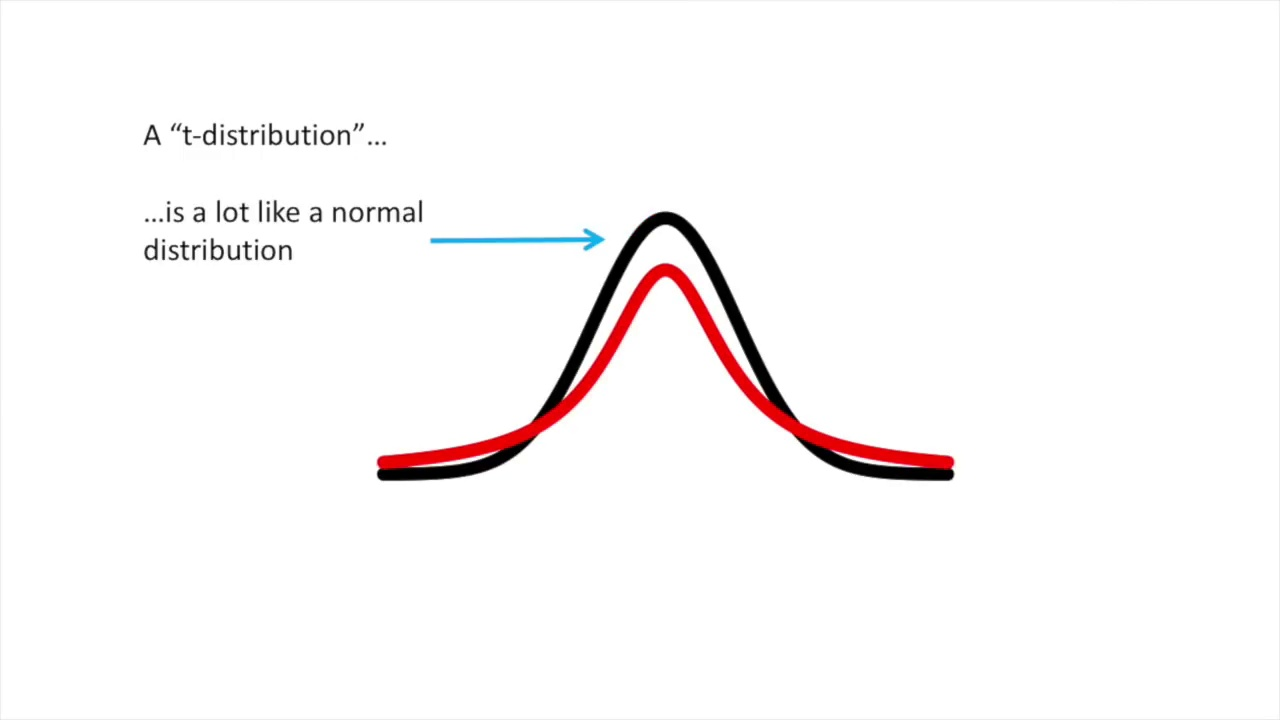 A “t-distribution”…
…is a lot like a normal
distribution